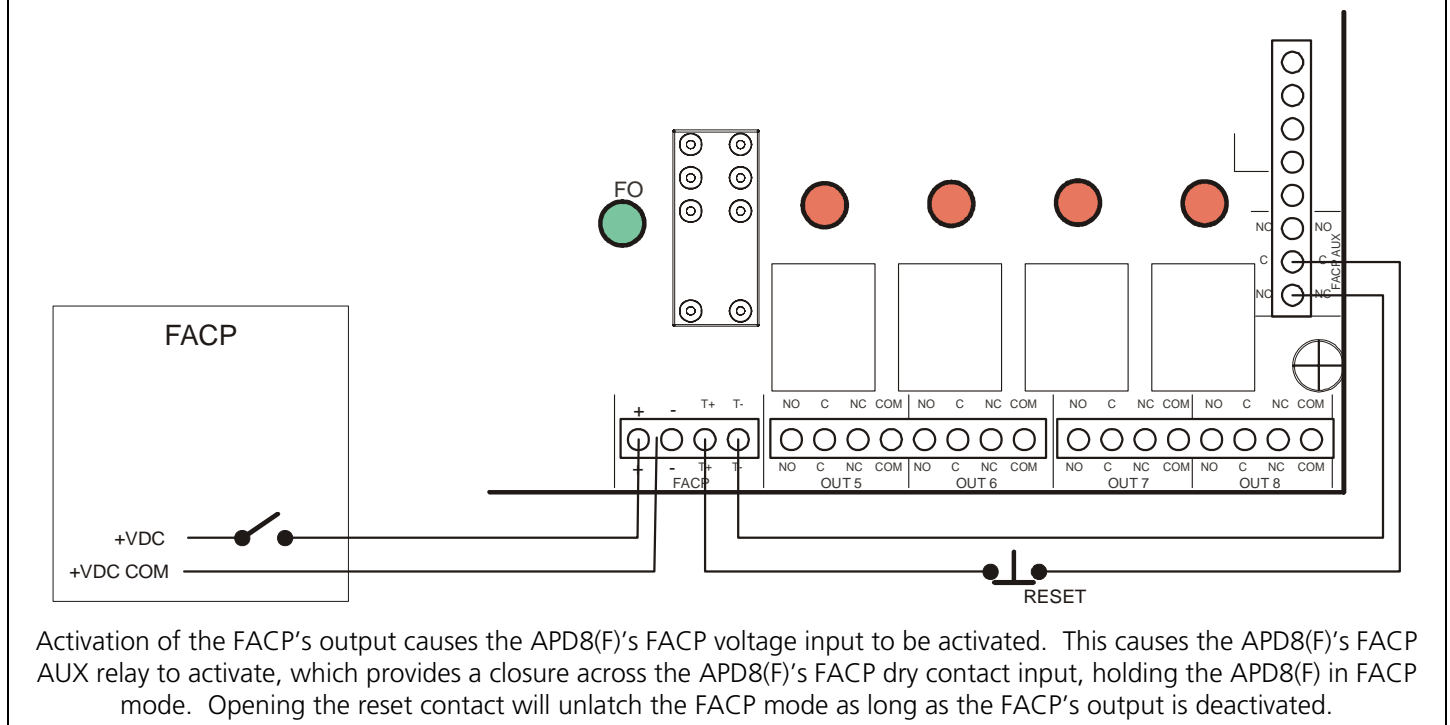 FO
NO NO
C C
NC NC
FACP AUX
FACP
+ - T+ T- NO C NC COM NO C NC COM NO C NC COM NO C NC COM
+ - T+ T- NO C NC COM NO C NC COM NO C NC COM NO C NC COM
FACP OUT 5 OUT 6 OUT 7 OUT 8
+VDC
+VDC COM
RESET
Activation of the FACP's output causes the APD8(F)'s FACP voltage input to be activated. This causes the APD8(F)'s FACP
AUX relay to activate, which provides a closure across the APD8(F)'s FACP dry contact input, holding the APD8(F) in FACP
mode. Opening the reset contact will unlatch the FACP mode as long as the FACP's output is deactivated.